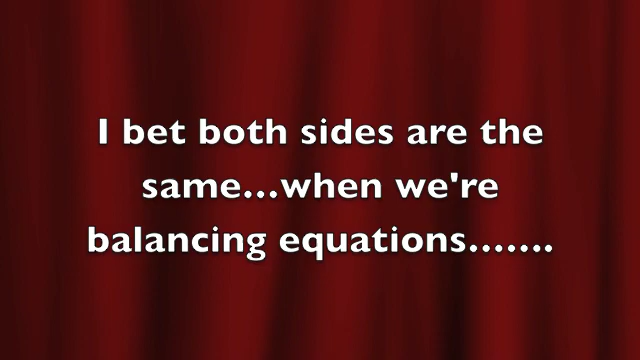 I bet both sides are the
same...when we're
balancing equations.......